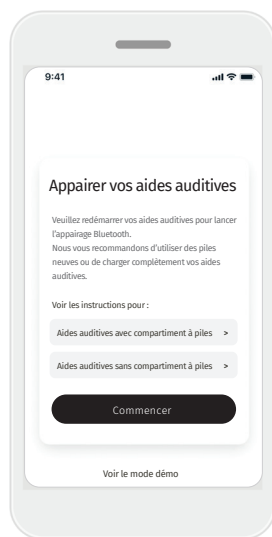 9:41
Appairer vos aides auditives
Veuillez redémarrer vos aides auditives pour lancer
l'appairage Bluetooth.
Nous vous recommandons d'utiliser des piles
neuves ou de charger complètement vos aides
auditives.
Voir les instructions pour :
Aides auditives avec compartiment à piles >
Aides auditives sans compartiment à piles >
Commencer
Voir le mode démo